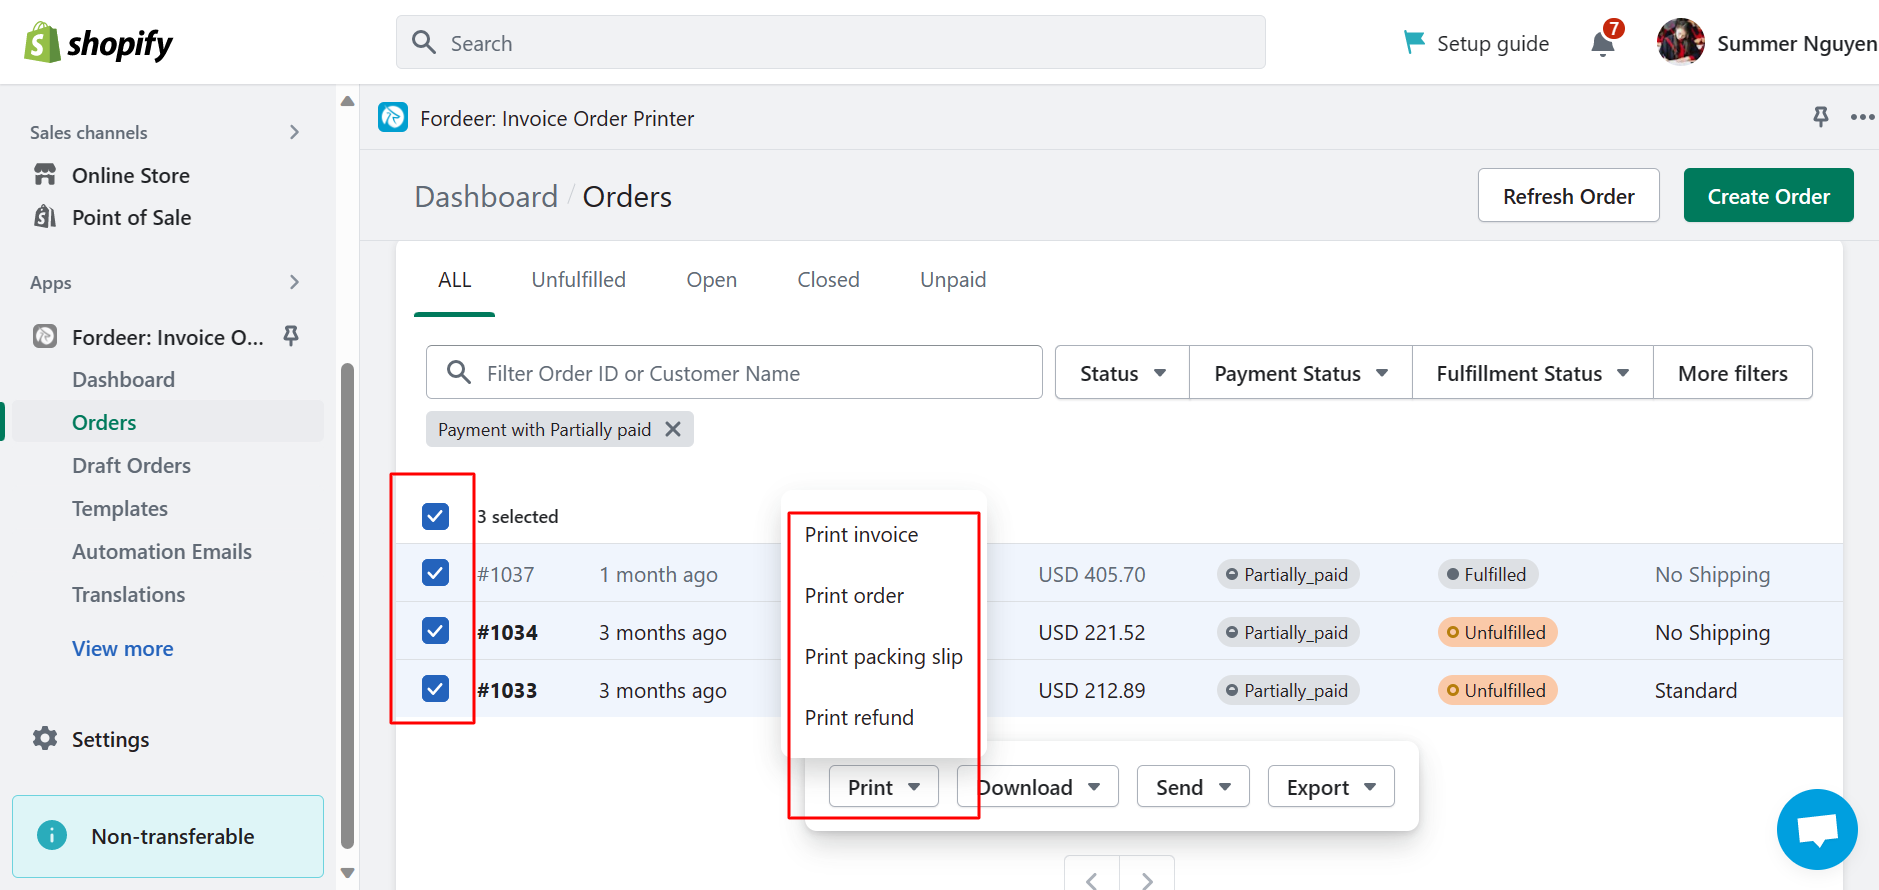 shopify
Search
Setup guide
7
Summer Nguyen
Sales channels
Online Store
Point of Sale
Apps
Fordeer: Invoice O...
Dashboard
Orders
Draft Orders
Templates
Automation Emails
Translations
View more
Settings
Non-transferable
Fordeer: Invoice Order Printer
Dashboard / Orders
Refresh Order
Create Order
ALL Unfulfilled Open Closed Unpaid
Filter Order ID or Customer Name
Status Payment Status Fulfillment Status More filters
Payment with Partially paid
3 selected
#1037 1 month ago USD 405.70 Partially_paid Fulfilled No Shipping
#1034 3 months ago USD 221.52 Partially_paid Unfulfilled No Shipping
#1033 3 months ago USD 212.89 Partially_paid Unfulfilled Standard
Print invoice
Print order
Print packing slip
Print refund
Print Download Send Export